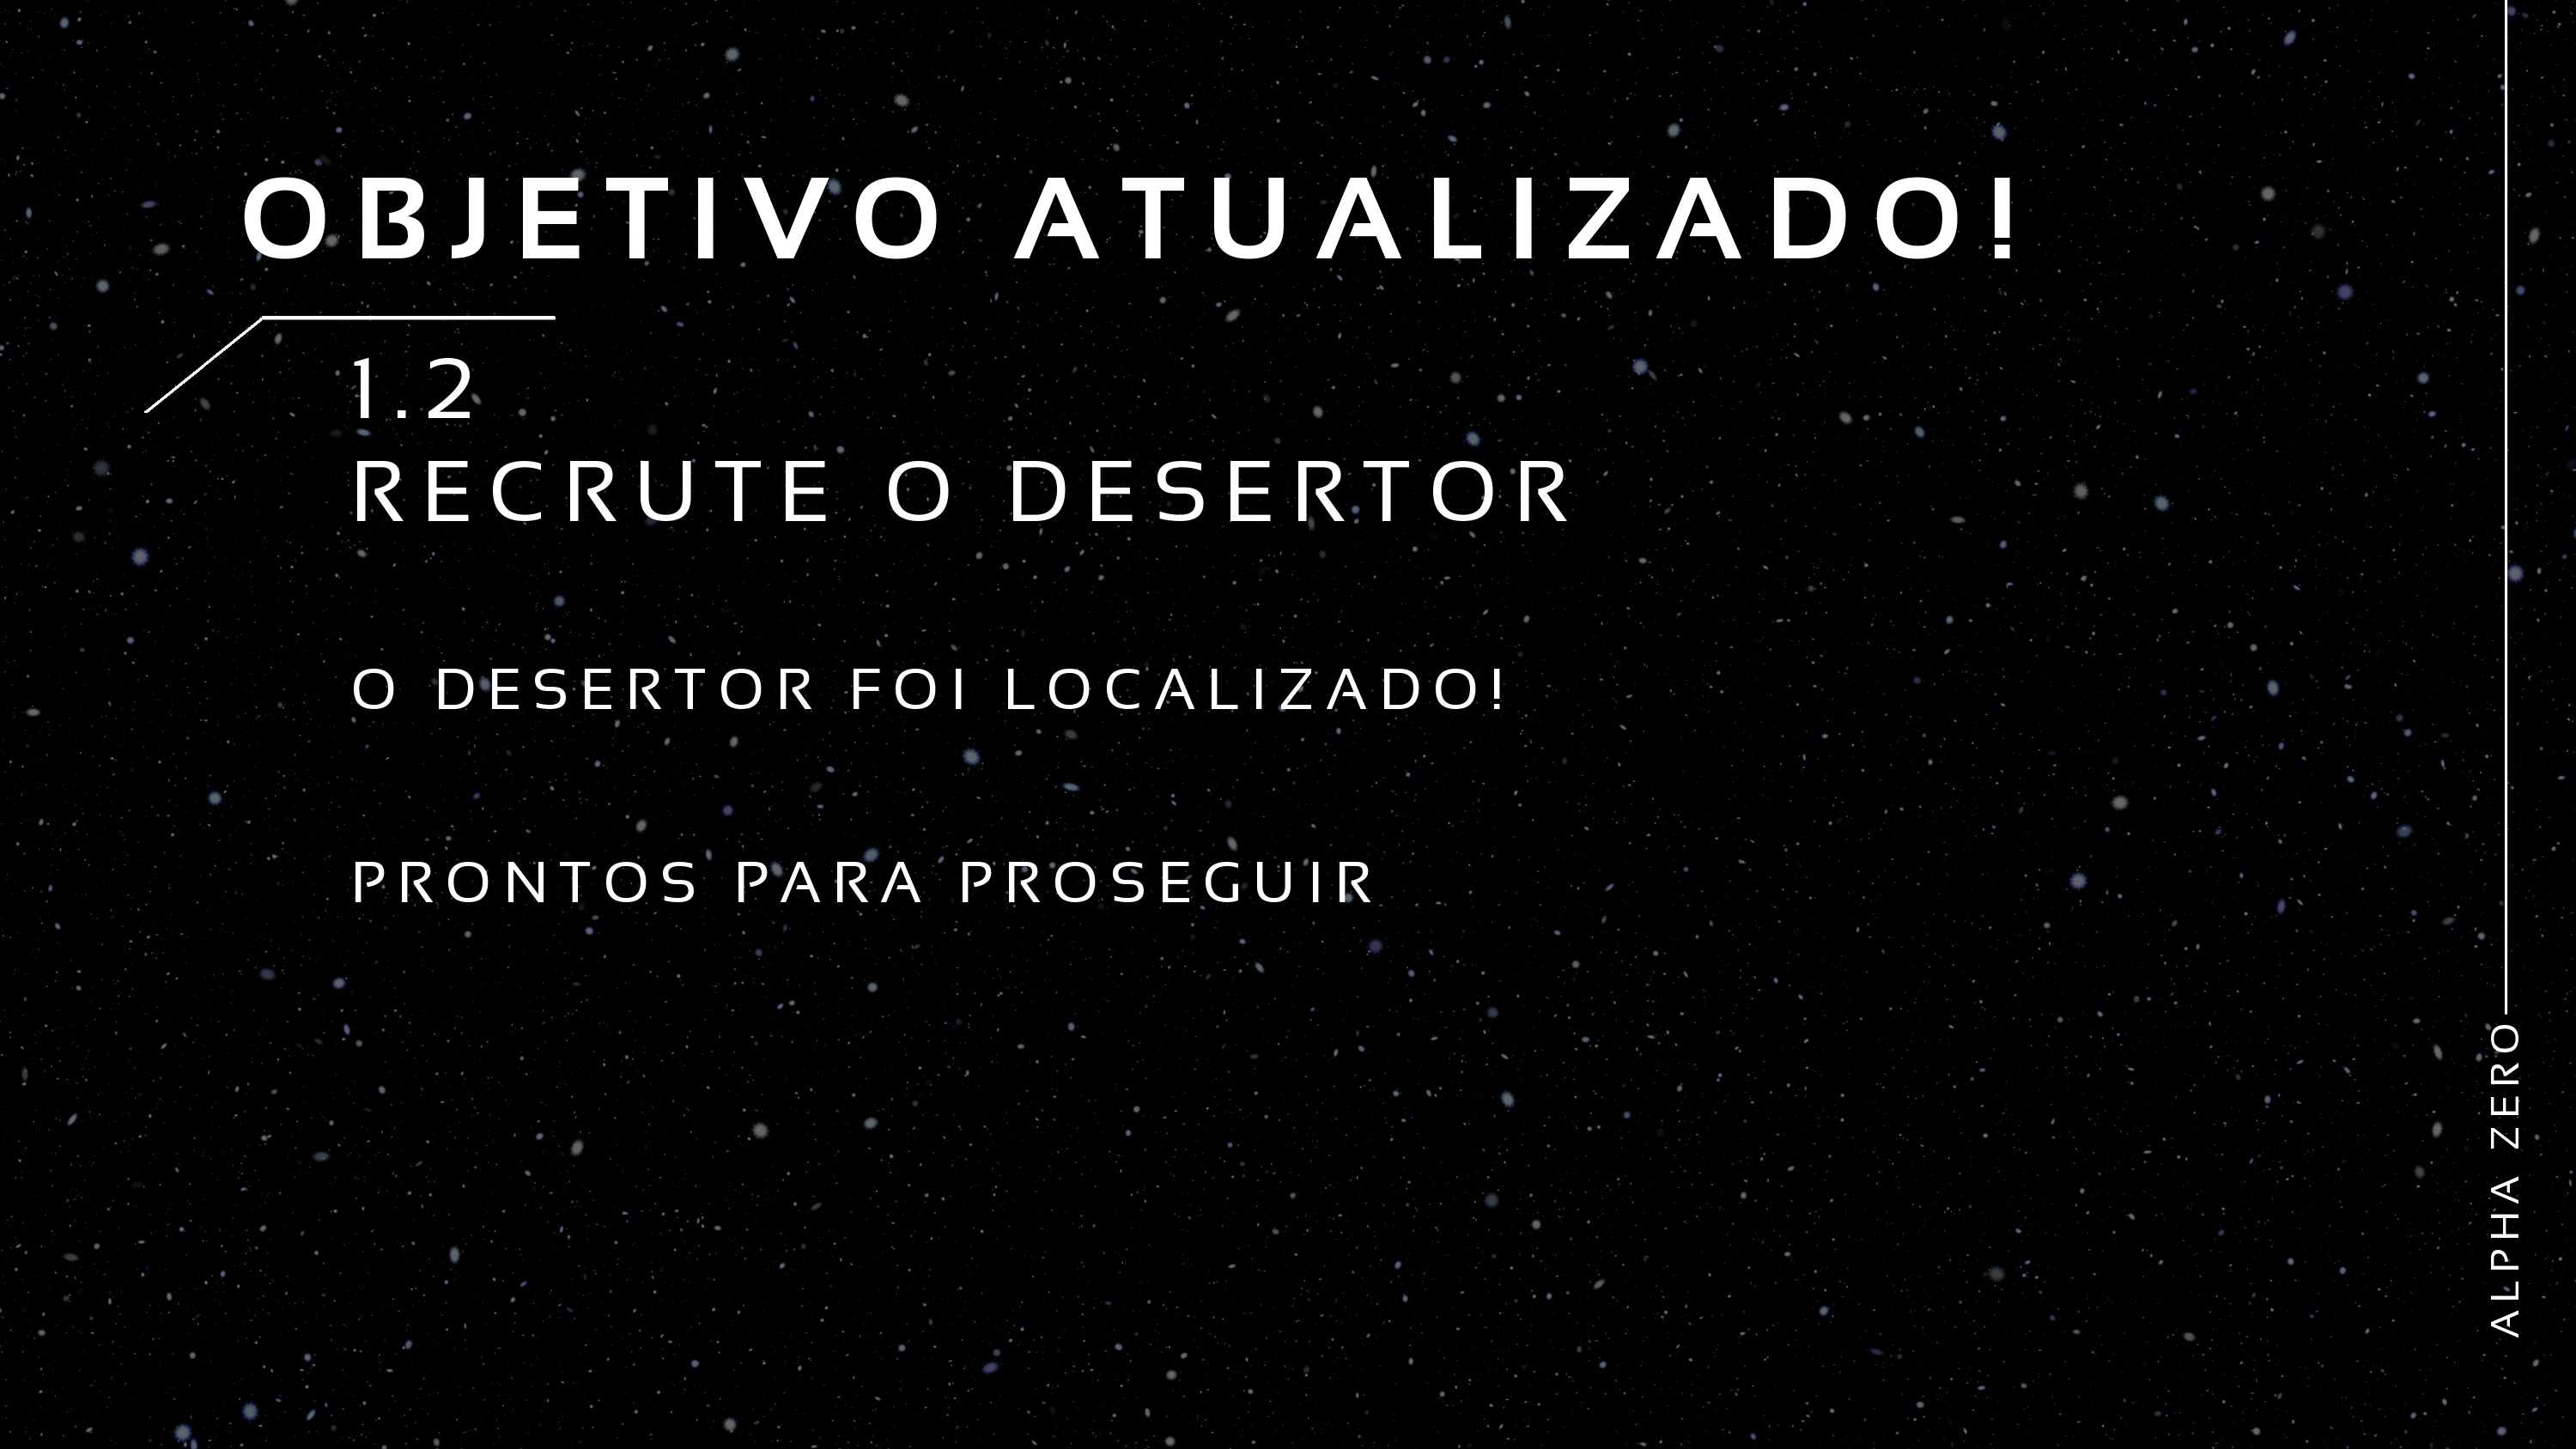 OBJETIVO ATUALIZADO!
1.2
RECRUTE O DESERTOR
O DESERTOR FOI LOCALIZADO!
PRONTOS PARA PROSEGUIR
ALPHA ZERO